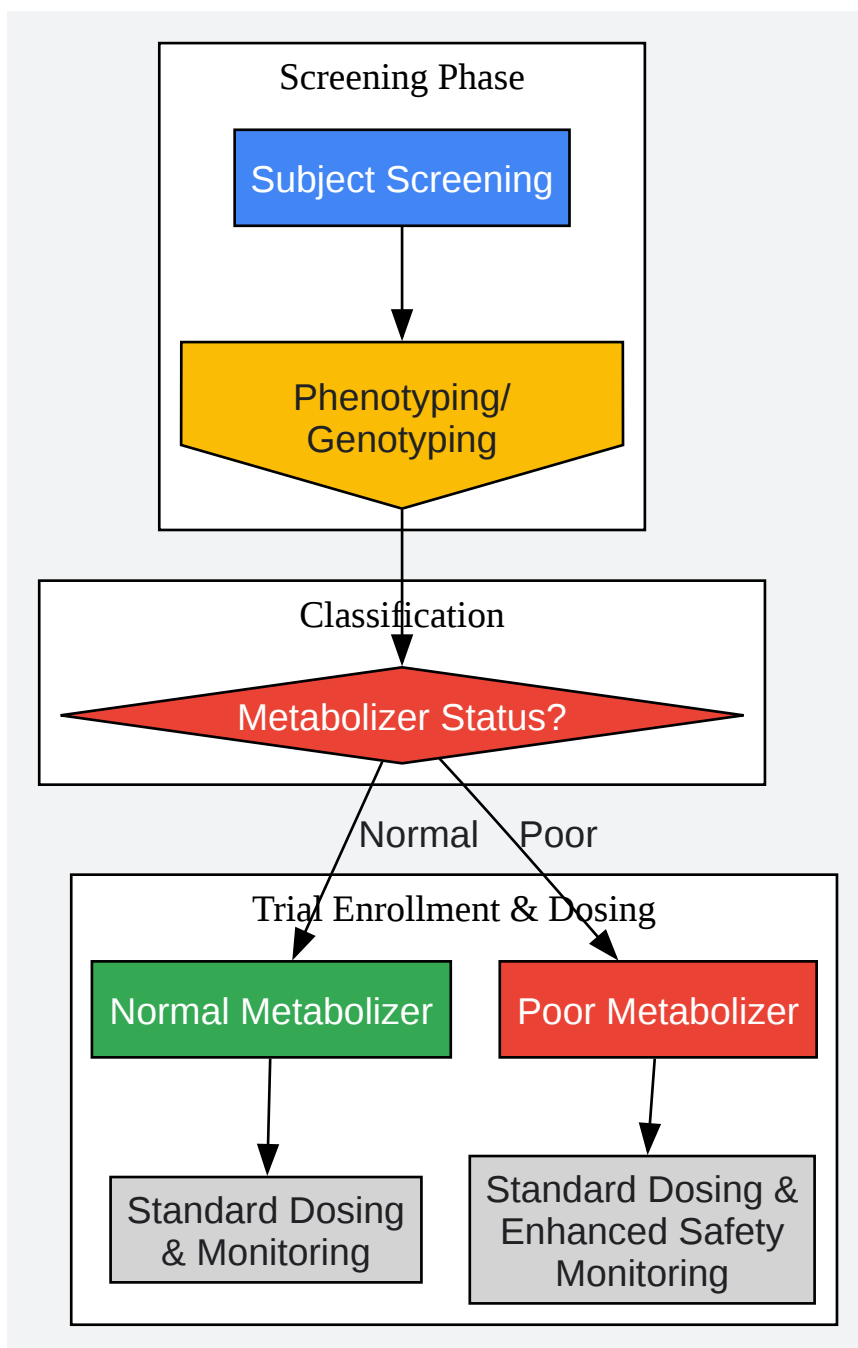 Screening Phase
Subject Screening
Phenotyping/
Genotyping
Classification
Metabolizer Status?
Normal
Poor
Trial Enrollment & Dosing
Normal Metabolizer
Poor Metabolizer
Standard Dosing
& Monitoring
Standard Dosing &
Enhanced Safety
Monitoring